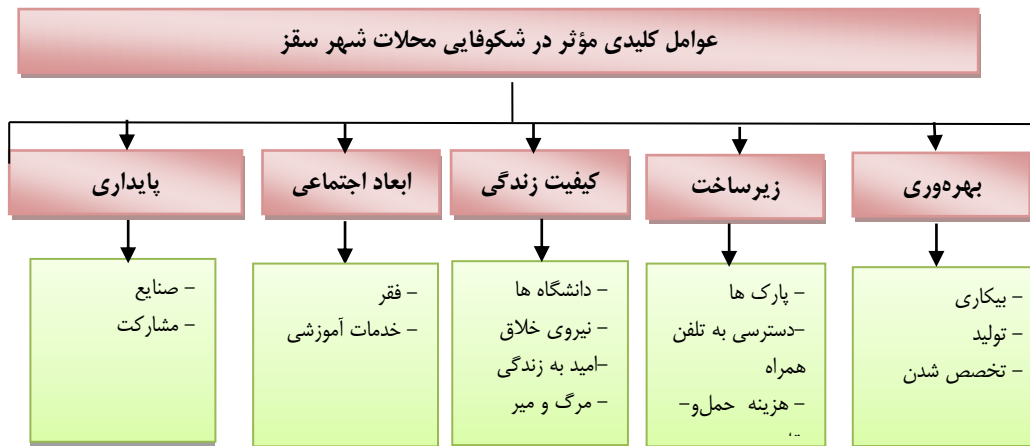 عوامل کلیدی مؤثر در شکوفایی محلات شهر سقز
بهره‌وری
زیرساخت
کیفیت زندگی
ابعاد اجتماعی
پایداری
- بیکاری
- تولید
- تخصص شدن
- پارک ها
-دسترسی به تلفن
همراه
- هزینه حمل‌و-
- دانشگاه ها
- نیروی خلاق
-امید به زندگی
- مرگ و میر
- فقر
- خدمات آموزشی
- صنایع
- مشارکت